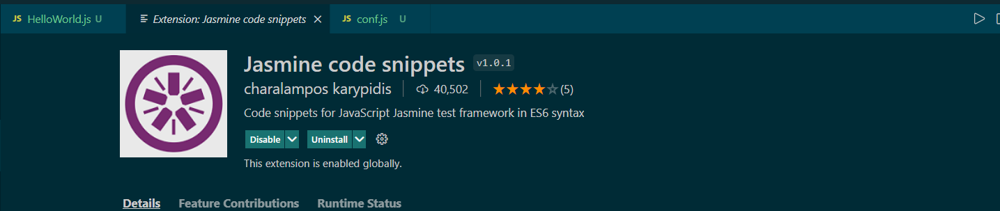 JS HelloWorld.js U Extension: Jasmine code snippets JS conf.js U
Jasmine code snippets v1.0.1
charalampos karypidis 40,502 (5)
Code snippets for JavaScript Jasmine test framework in ES6 syntax
Disable Uninstall
This extension is enabled globally.
Details Feature Contributions Runtime Status